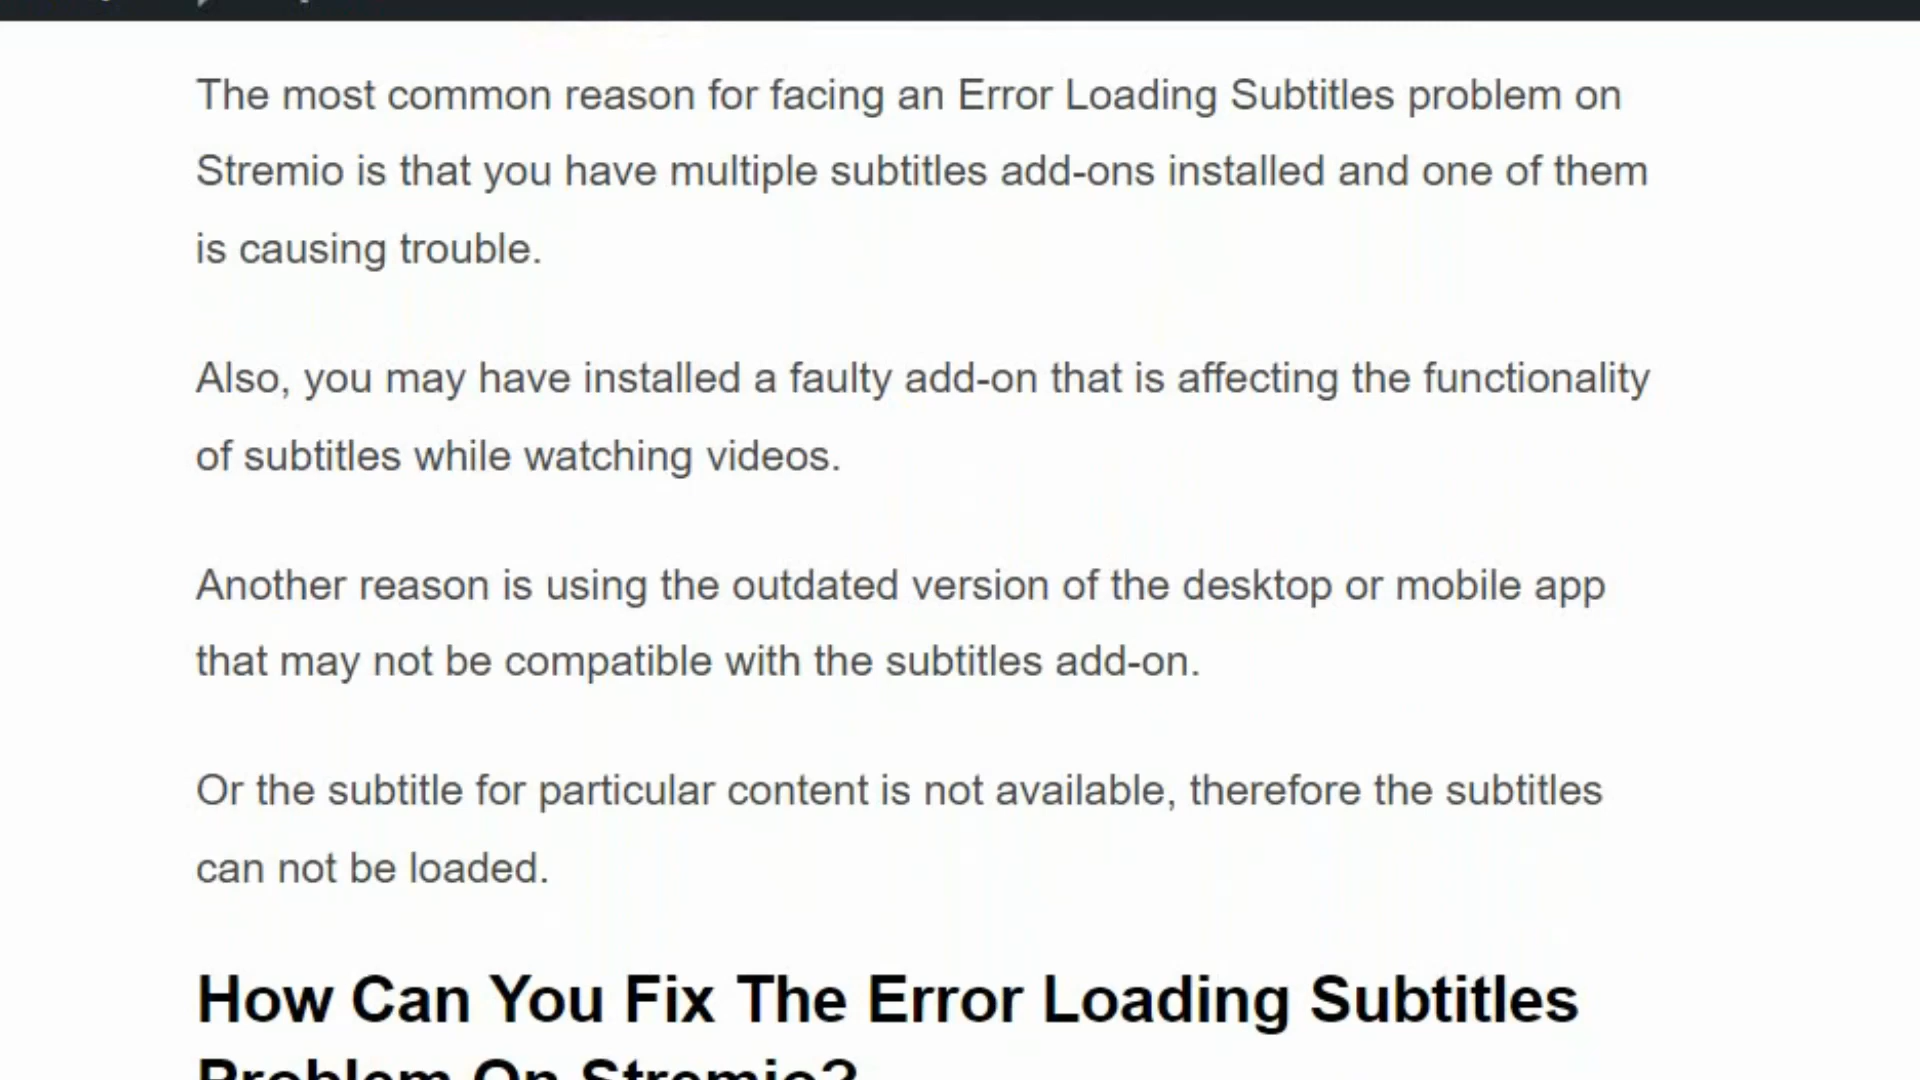 The most common reason for facing an Error Loading Subtitles problem on
Stremio is that you have multiple subtitles add-ons installed and one of them
is causing trouble.
Also, you may have installed a faulty add-on that is affecting the functionality
of subtitles while watching videos.
Another reason is using the outdated version of the desktop or mobile app
that may not be compatible with the subtitles add-on.
Or the subtitle for particular content is not available, therefore the subtitles
can not be loaded.
How Can You Fix The Error Loading Subtitles
Problem On Stremio?